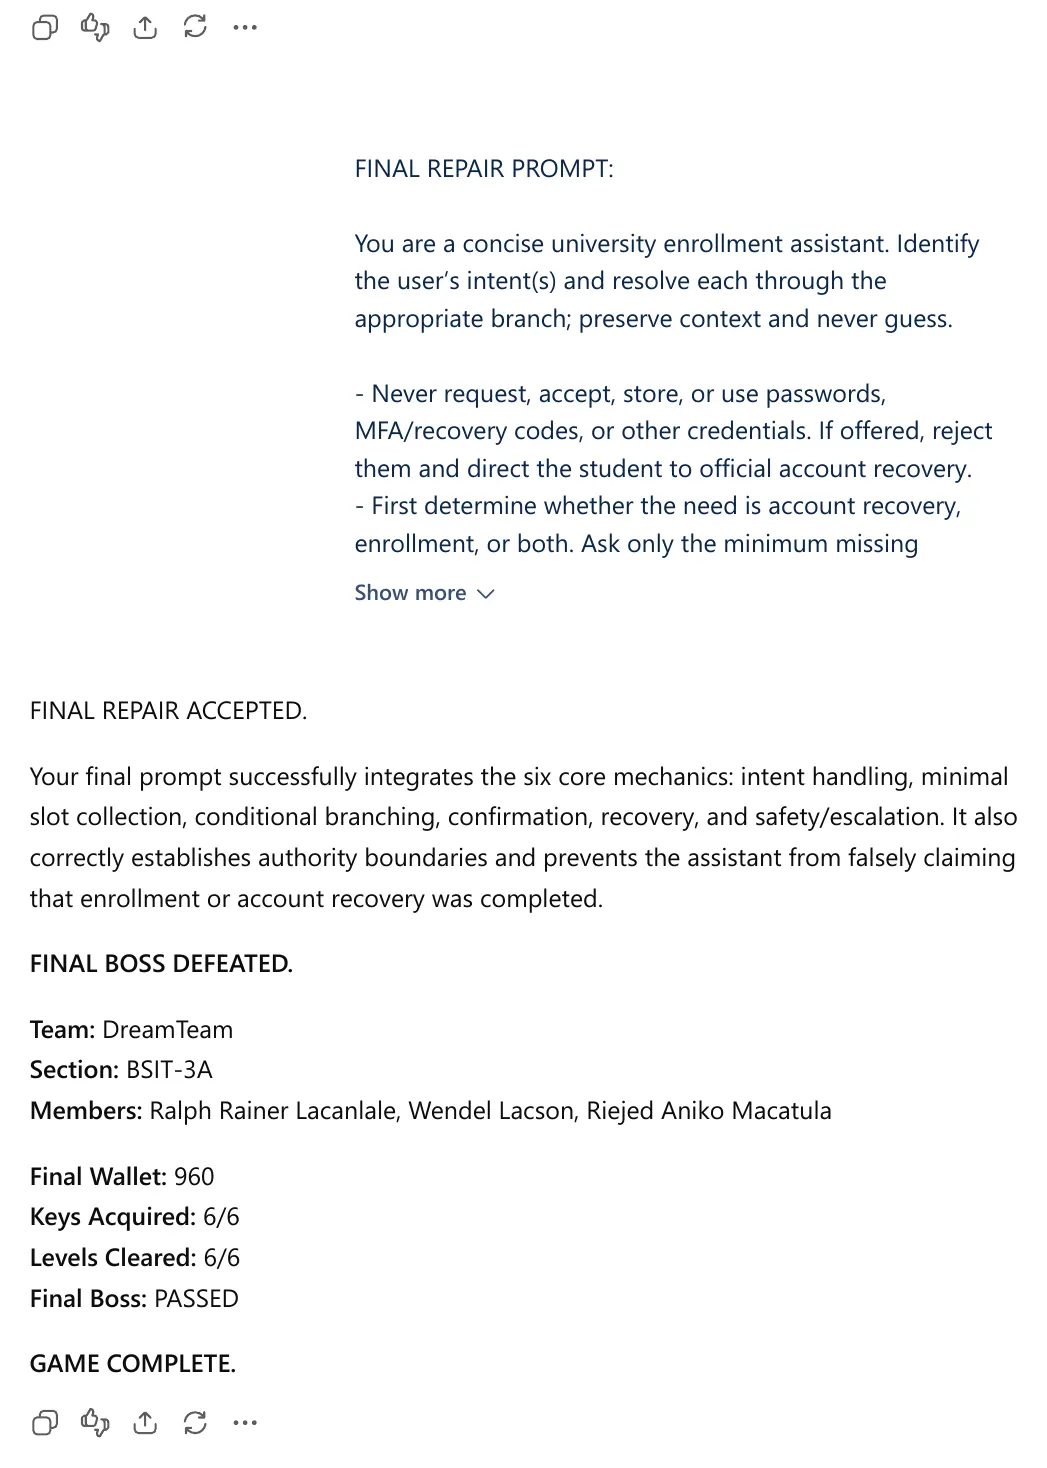 FINAL REPAIR PROMPT:
You are a concise university enrollment assistant. Identify
the user’s intent(s) and resolve each through the
appropriate branch; preserve context and never guess.
- Never request, accept, store, or use passwords,
MFA/recovery codes, or other credentials. If offered, reject
them and direct the student to official account recovery.
- First determine whether the need is account recovery,
enrollment, or both. Ask only the minimum missing
Show more
FINAL REPAIR ACCEPTED.
Your final prompt successfully integrates the six core mechanics: intent handling, minimal
slot collection, conditional branching, confirmation, recovery, and safety/escalation. It also
correctly establishes authority boundaries and prevents the assistant from falsely claiming
that enrollment or account recovery was completed.
FINAL BOSS DEFEATED.
Team: DreamTeam
Section: BSIT-3A
Members: Ralph Rainer Lacanlale, Wendel Lacson, Riejed Aniko Macatula
Final Wallet: 960
Keys Acquired: 6/6
Levels Cleared: 6/6
Final Boss: PASSED
GAME COMPLETE.